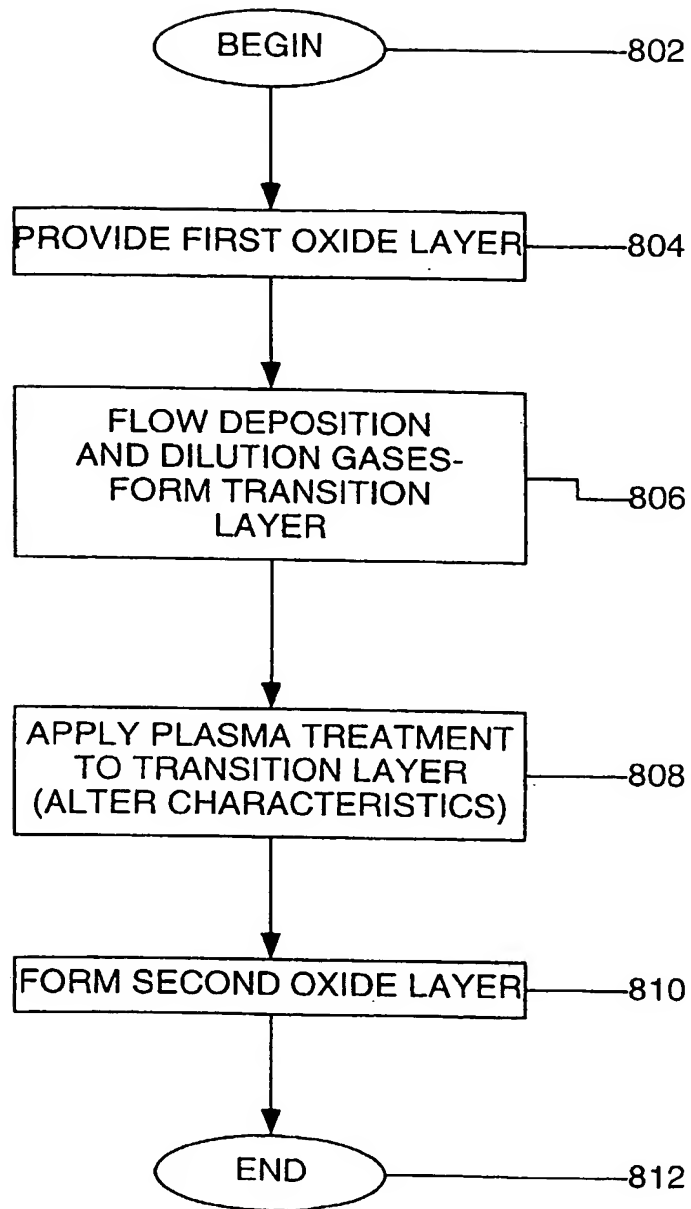 BEGIN
802
PROVIDE FIRST OXIDE LAYER
804
FLOW DEPOSITION
AND DILUTION GASES-
FORM TRANSITION
LAYER
806
APPLY PLASMA TREATMENT
TO TRANSITION LAYER
(ALTER CHARACTERISTICS)
808
FORM SECOND OXIDE LAYER
810
END
812